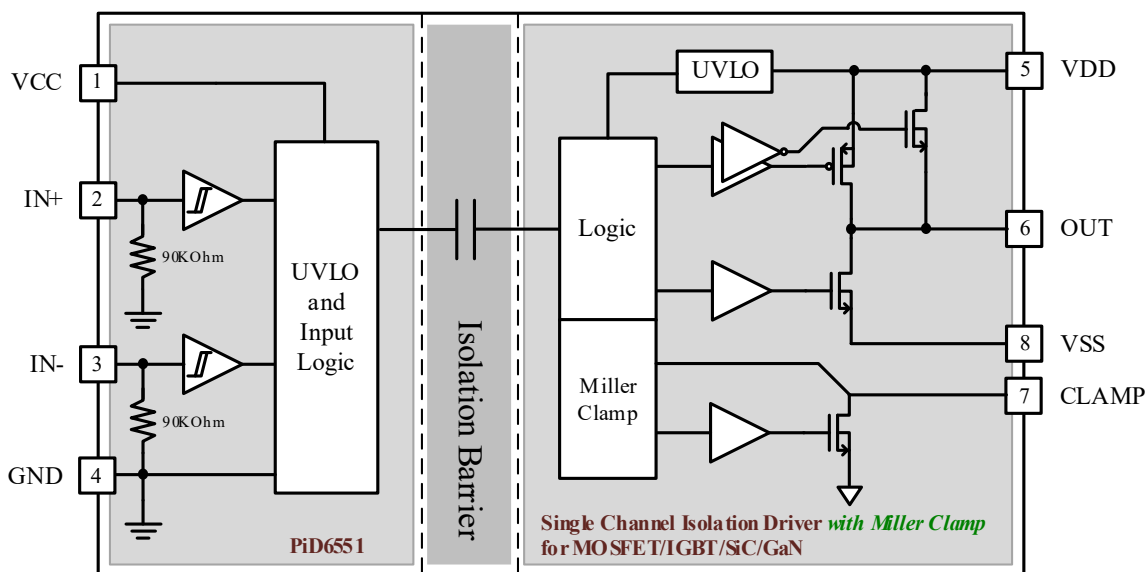 VCC
1
IN+
2
90KOhm
IN-
3
90KOhm
GND
4
UVLO
and
Input
Logic
PiD6551
Isolation Barrier
UVLO
Logic
Miller
Clamp
5
VDD
6
OUT
8
VSS
7
CLAMP
Single Channel Isolation Driver with Miller Clamp
for MOSFET/IGBT/SiC/GaN